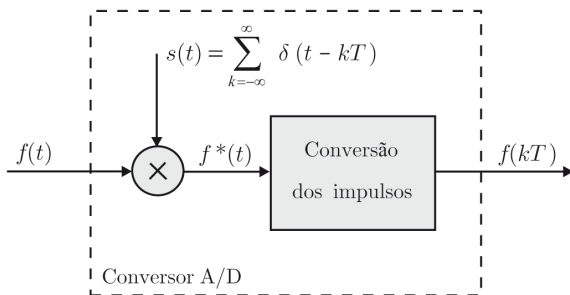 s(t) = ∑_{k=-∞}^{∞} δ (t − kT)
f(t)
×
f*(t)
Conversão
dos impulsos
f(kT)
Conversor A/D